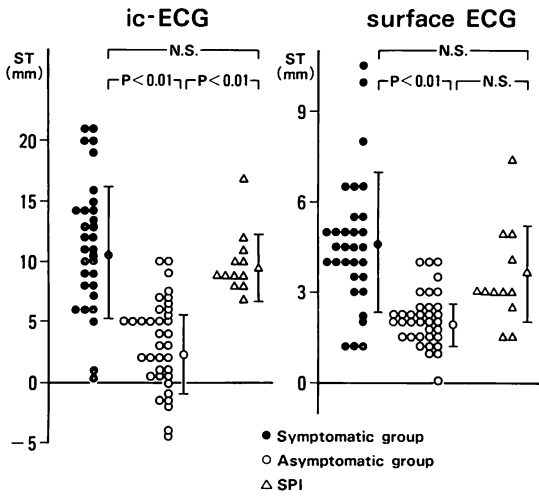 ic-ECG
surface ECG
ST
(mm)
N.S.
P<0.01
P<0.01
20
15
10
5
0
-5
ST
(mm)
N.S.
P<0.01
N.S.
9
6
3
0
● Symptomatic group
○ Asymptomatic group
△ SPI